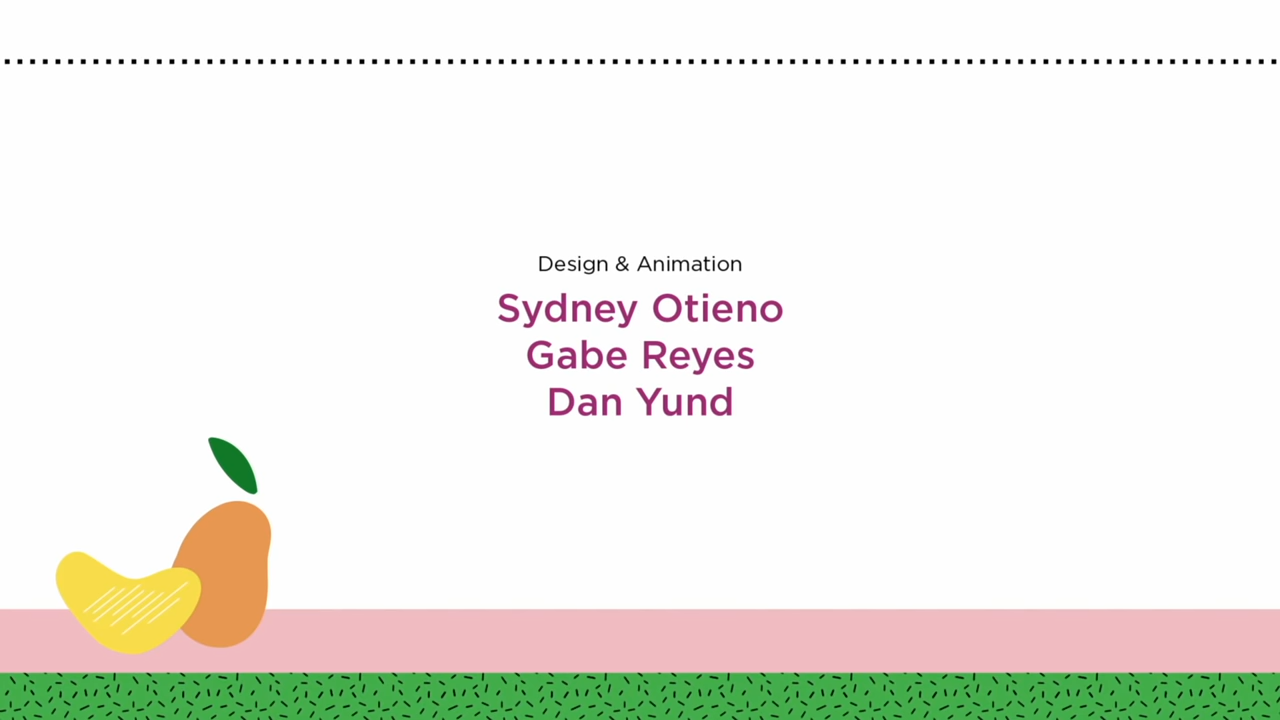 Design & Animation
Sydney Otieno
Gabe Reyes
Dan Yund